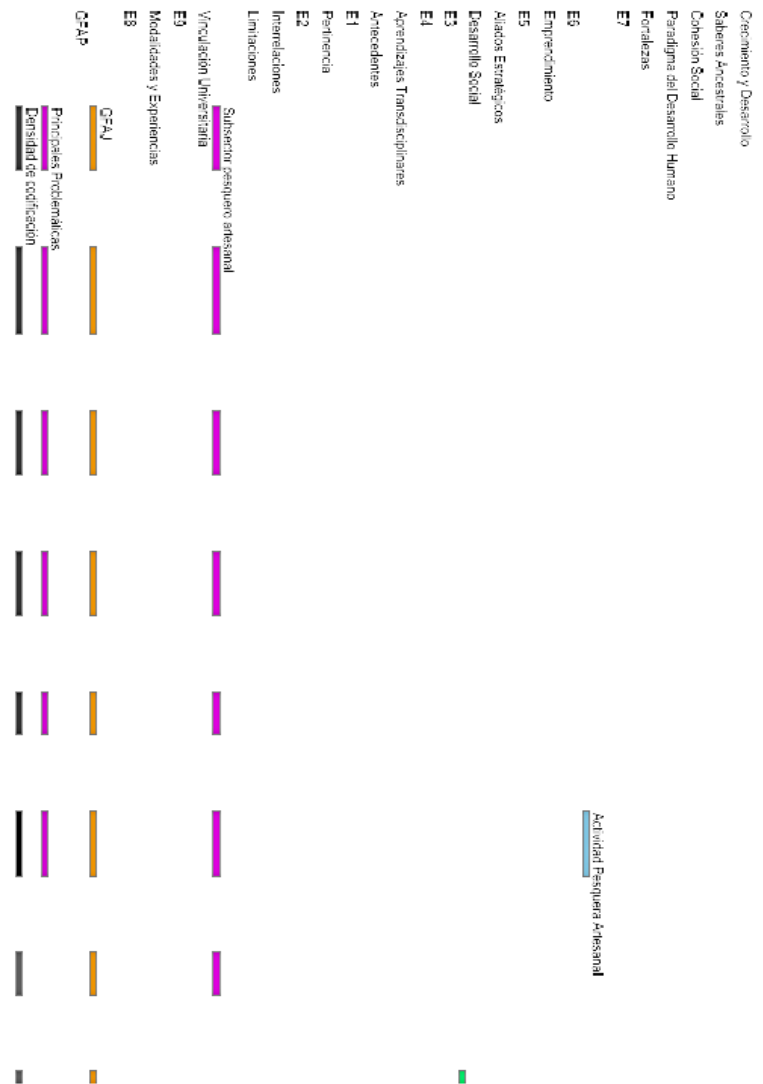 Crecimiento y Desarrollo
Saberes Ancestrales
Cohesión Social
Paradigma del Desarrollo Humano
Fortalezas
E7
Actividad Pesquera Artesanal
E6
Emprendimiento
E5
Aliados Estratégicos
Desarrollo Social
E3
E4
Aprendizajes Transdisciplinares
Antecedentes
E1
Pertinencia
E2
Interrelaciones
Limitaciones
Subsector pesquero artesanal
Vinculación Universitaria
E9
Modalidades y Experiencias
E8
GFAJ
GFAP
Principales Problemáticas
Densidad de codificación